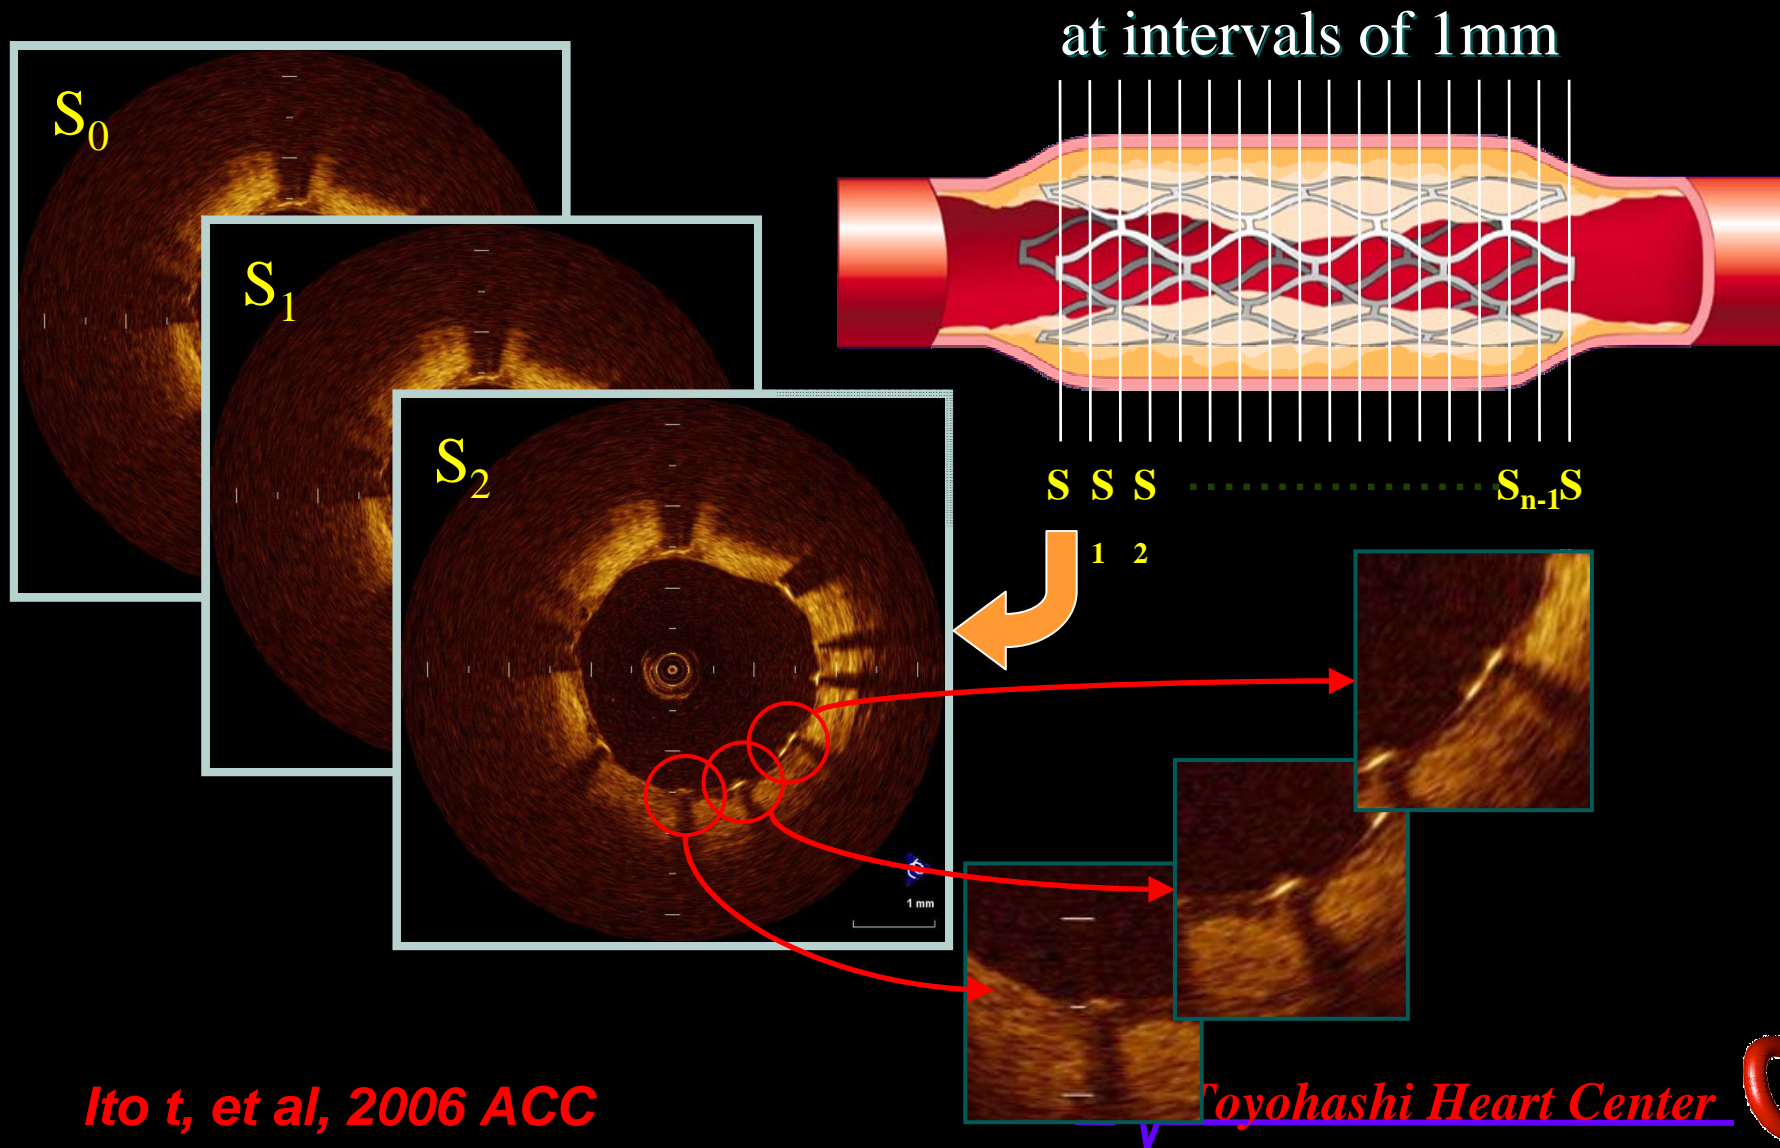 at intervals of 1mm
S0
S1
S2
S S S ..................... Sn-1S
1 2
1 mm
Ito t, et al, 2006 ACC
Toyohashi Heart Center